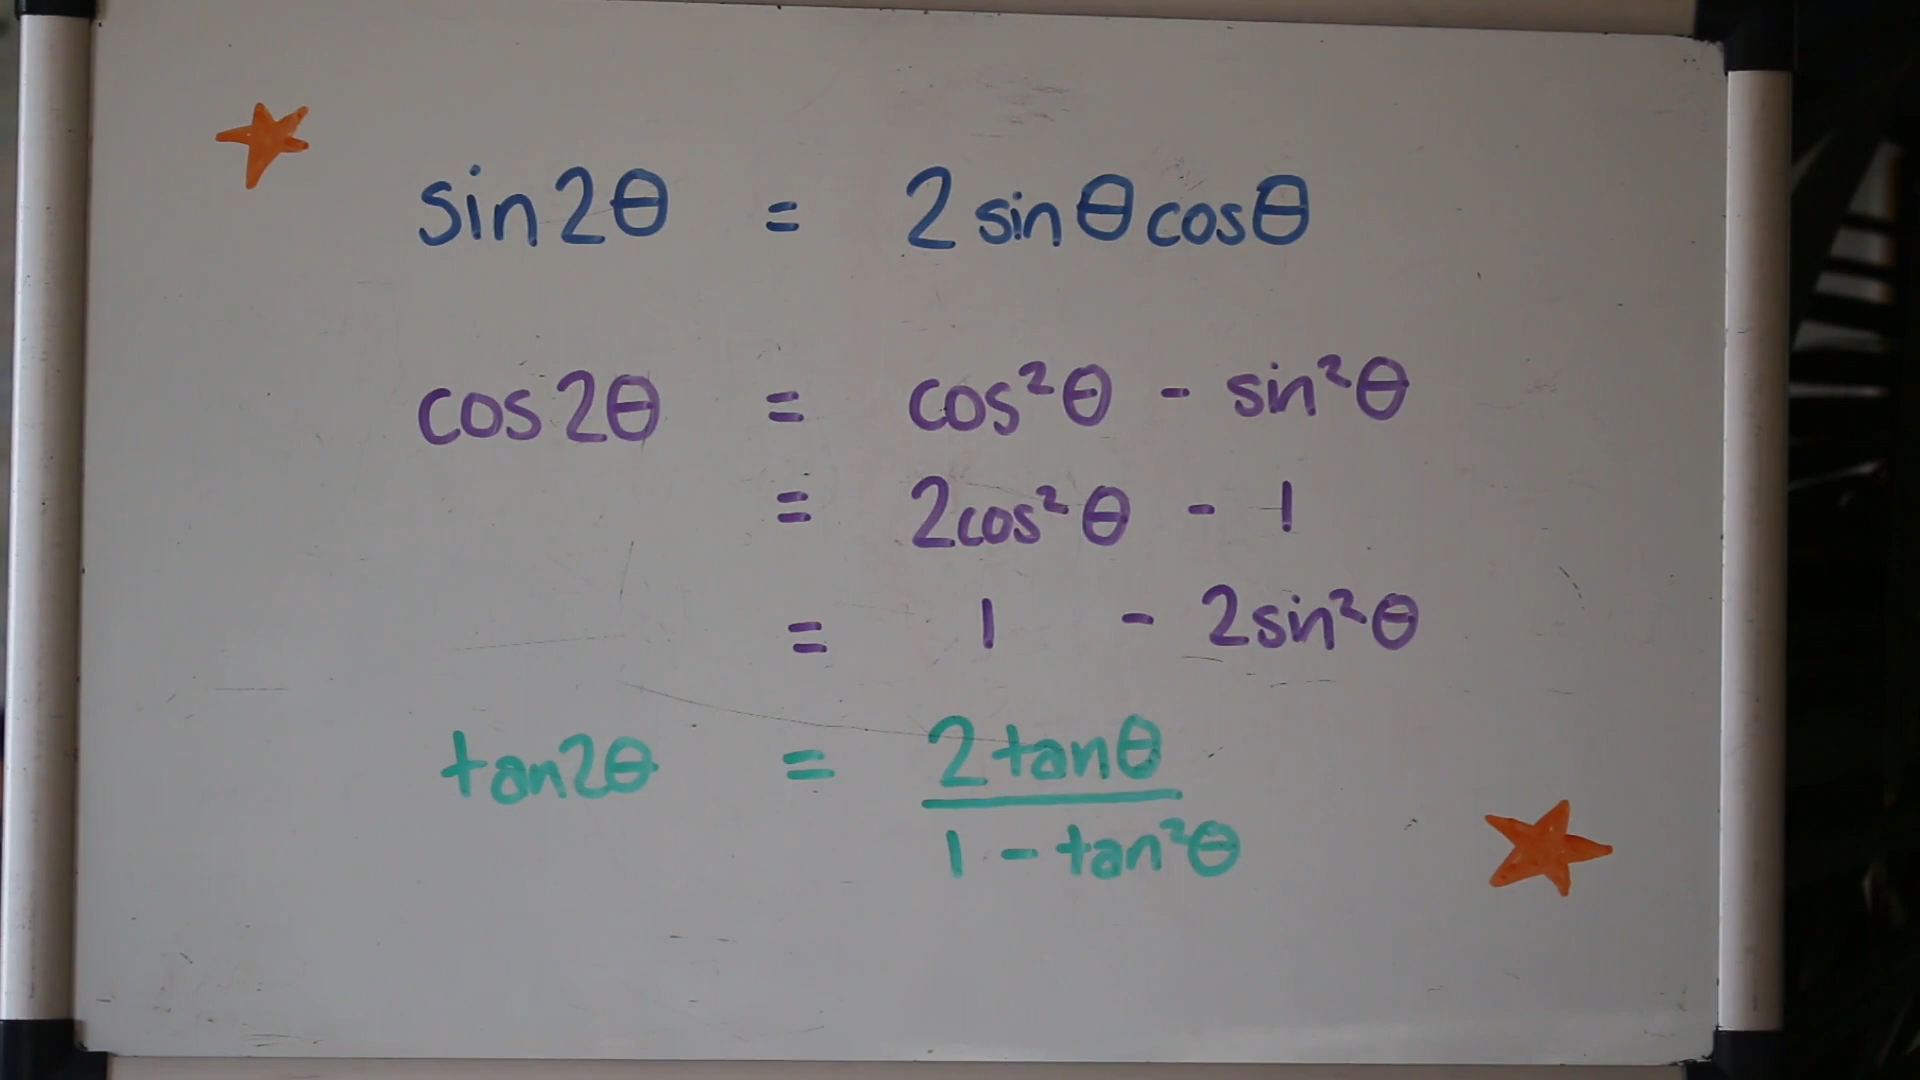 sin2θ = 2sinθcosθ
cos2θ = cos²θ - sin²θ
= 2cos²θ - 1
= 1 - 2sin²θ
tan2θ = 2tanθ
1 - tan²θ